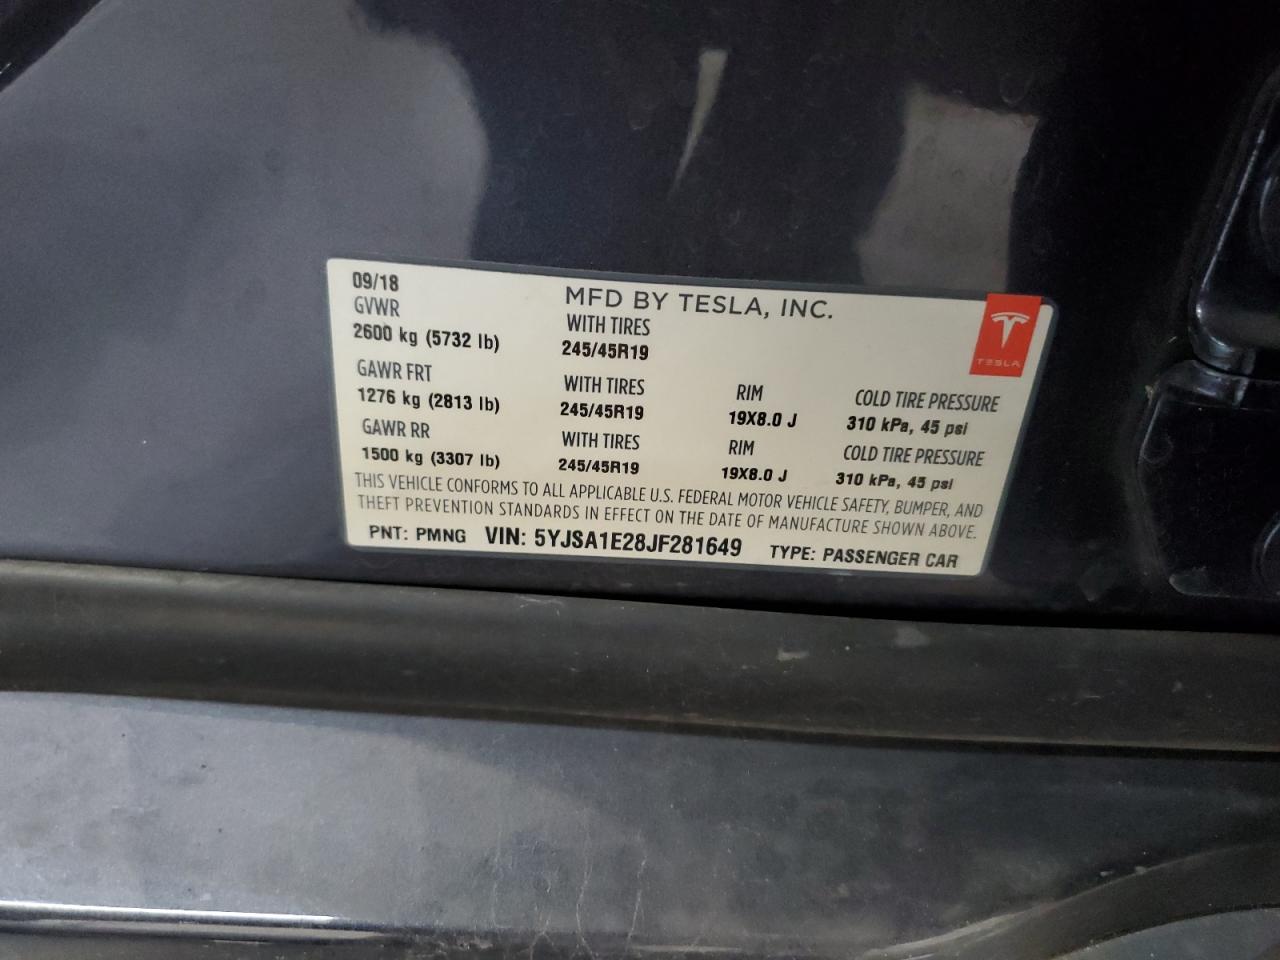 09/18
MFD BY TESLA, INC.
GVWR
WITH TIRES
2600 kg (5732 lb)
245/45R19
TESLA
GAWR FRT
WITH TIRES
RIM
COLD TIRE PRESSURE
1276 kg (2813 lb)
245/45R19
19X8.0 J
310 kPa, 45 psi
GAWR RR
WITH TIRES
RIM
COLD TIRE PRESSURE
1500 kg (3307 lb)
245/45R19
19X8.0 J
310 kPa, 45 psi
THIS VEHICLE CONFORMS TO ALL APPLICABLE U.S. FEDERAL MOTOR VEHICLE SAFETY, BUMPER, AND
THEFT PREVENTION STANDARDS IN EFFECT ON THE DATE OF MANUFACTURE SHOWN ABOVE.
PNT: PMNG VIN: 5YJSA1E28JF281649 TYPE: PASSENGER CAR